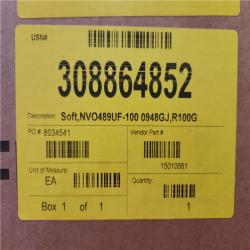 USN#
308864852
Description: Soft,NVO489UF-100 0948GJ,R100G
PO # 8034541
Vendor Part # 15010661
Unit of Measure EA
Quantity: 1
Box 1 of 1